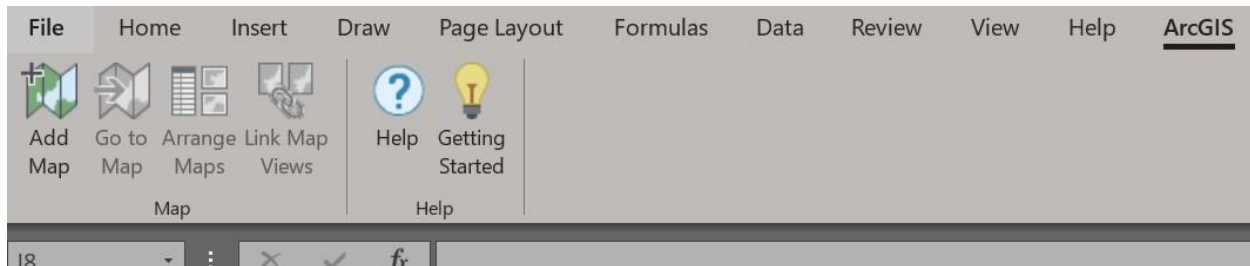 File Home Insert Draw Page Layout Formulas Data Review View Help ArcGIS
Add Map
Go to Map
Arrange Maps
Link Map Views
Help
Getting Started
Map Help
fx